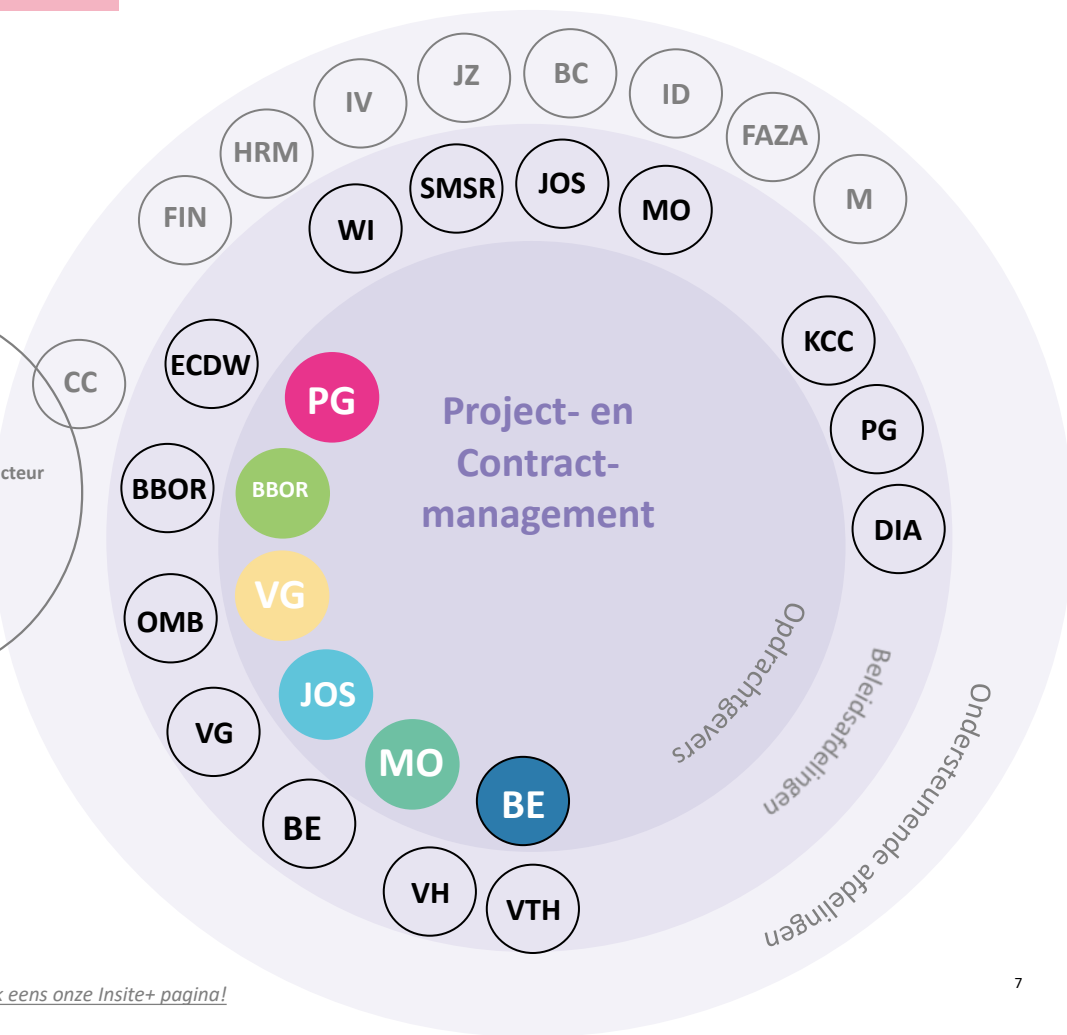 BC
JZ
ID
IV
FAZA
HRM
M
FIN
SMSR
JOS
MO
WI
KCC
ECDW
CC
PG
Project- en
Contract-
management
PG
cteur
BBOR
BBOR
DIA
VG
OMB
Opdrachtgevers
Beleidsafdelingen
Ondersteunende afdelingen
JOS
VG
MO
BE
BE
VH
VTH
k eens onze Insite+ pagina!
7